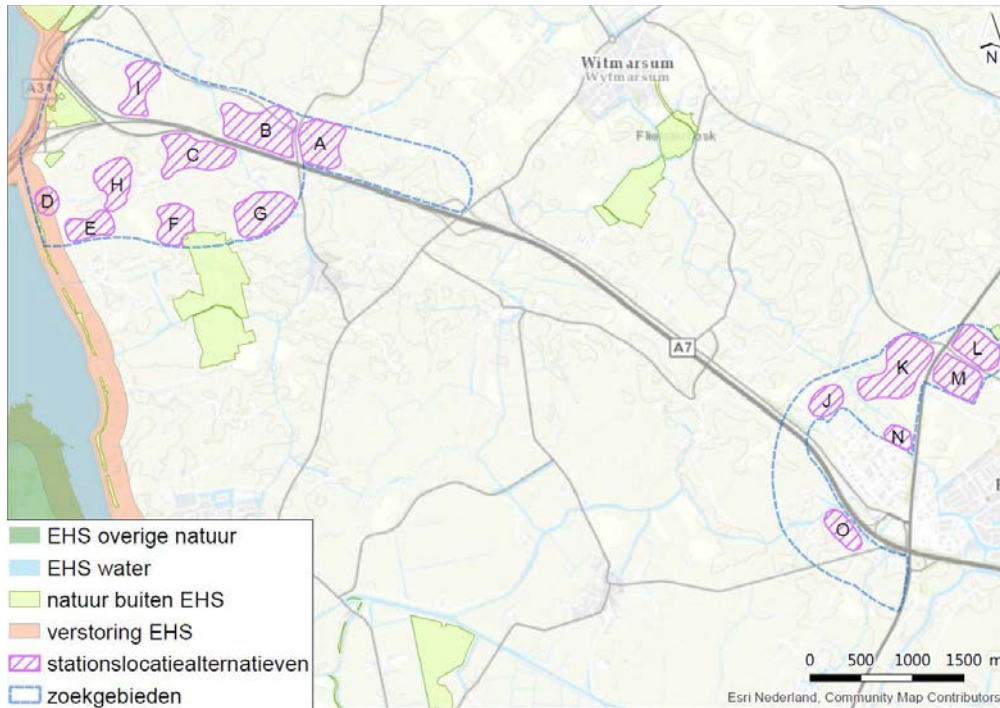 Witmarsum
Wytmarsum
N
A31
I
B
A
C
H
D
E
F
G
A7
K
L
M
J
N
O
EHS overige natuur
EHS water
natuur buiten EHS
verstoring EHS
stationslocatiealternatieven
zoekgebieden
0 500 1000 1500 m
Esri Nederland, Community Map Contributors